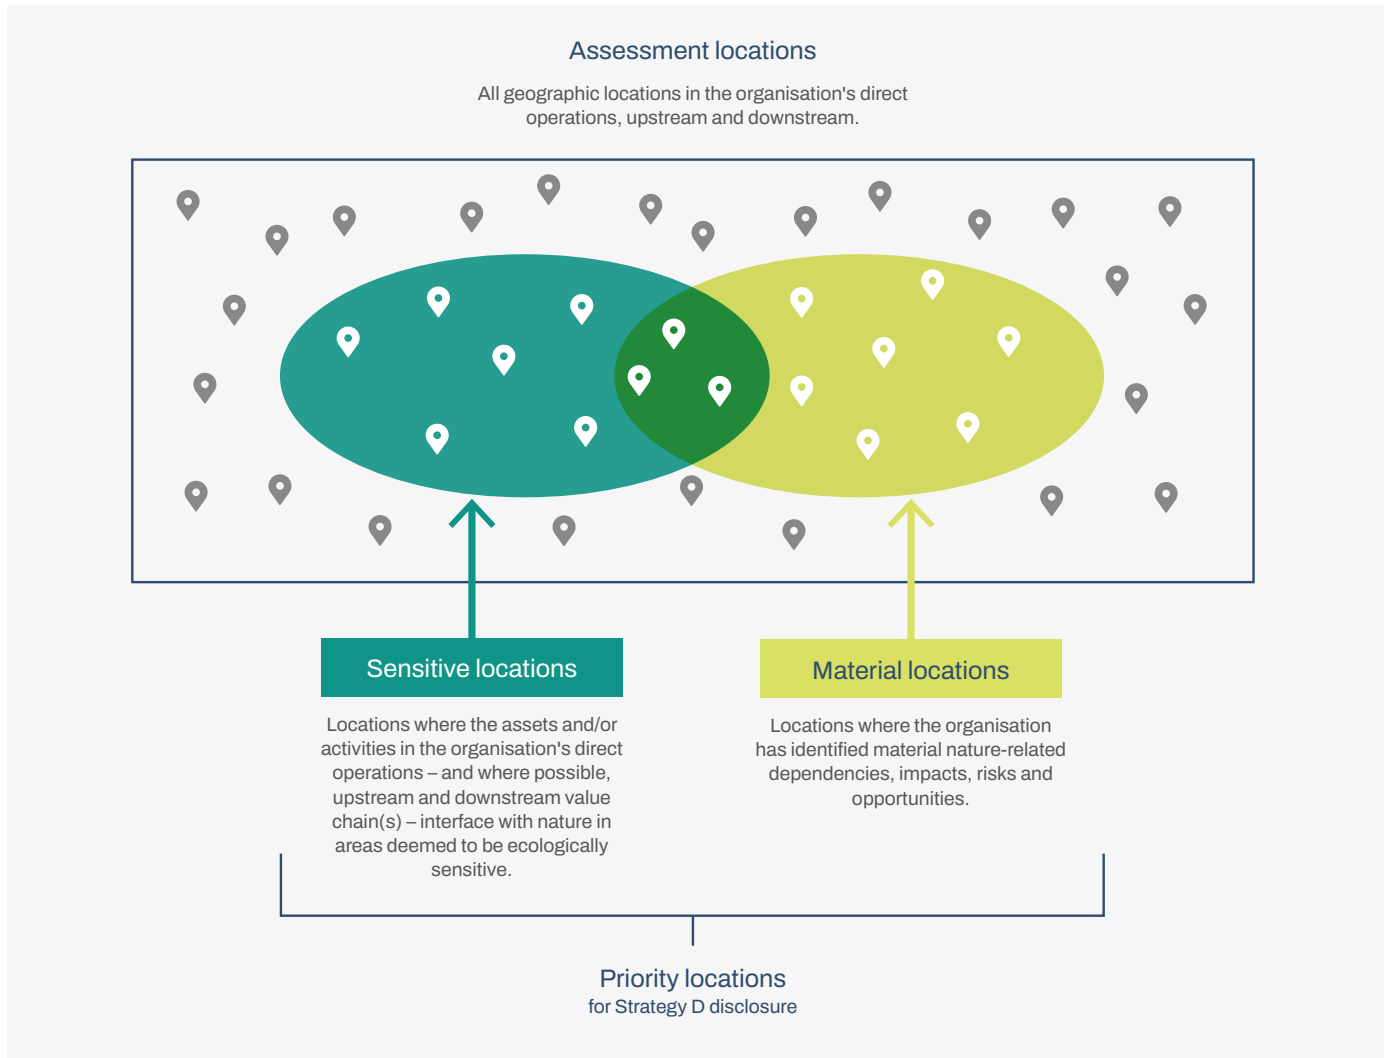 Assessment locations
All geographic locations in the organisation's direct
operations, upstream and downstream.
Sensitive locations
Locations where the assets and/or
activities in the organisation's direct
operations – and where possible,
upstream and downstream value
chain(s) – interface with nature in
areas deemed to be ecologically
sensitive.
Material locations
Locations where the organisation
has identified material nature-related
dependencies, impacts, risks and
opportunities.
Priority locations
for Strategy D disclosure